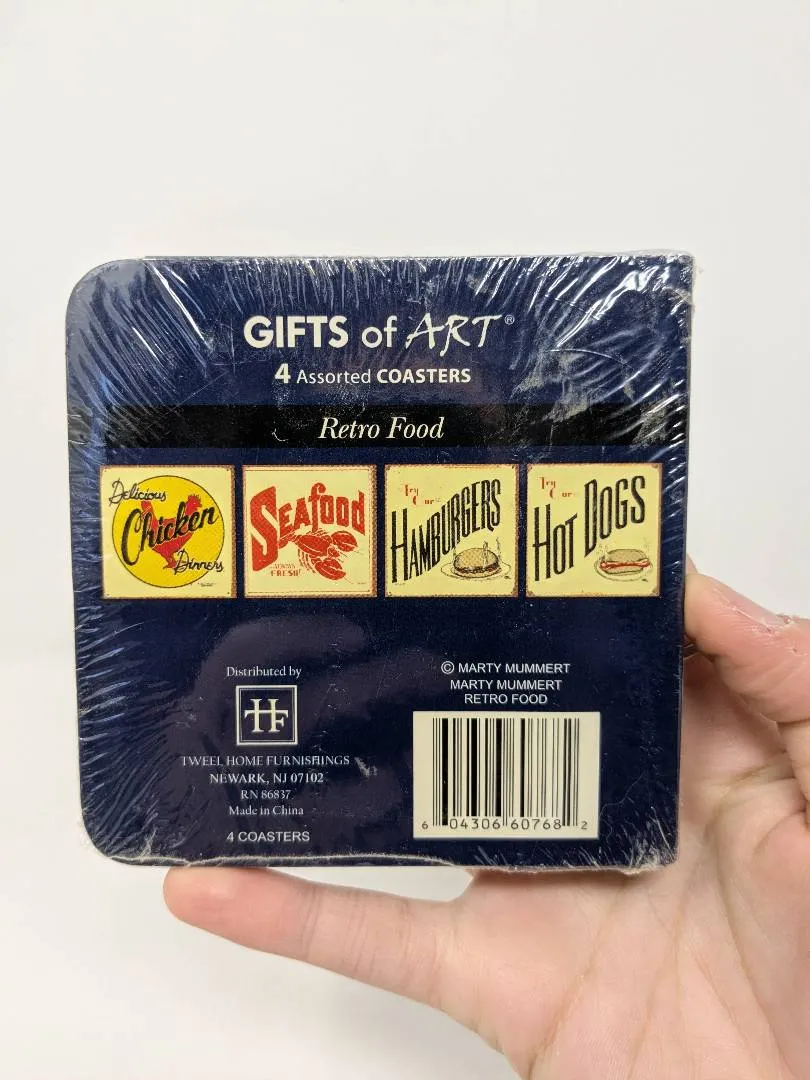 GIFTS of ART®
4 Assorted COASTERS
Retro Food
Delicious
Chicken
Dinners
SEAfOOD
ALWAYS
FRESH!
Try
Our
HAMBURGERS
Try
Our
HOT DOGS
Distributed by
HF
TWEEL HOME FURNISHINGS
NEWARK, NJ 07102
RN 86837
Made in China
4 COASTERS
© MARTY MUMMERT
MARTY MUMMERT
RETRO FOOD
6 04306 60768 2